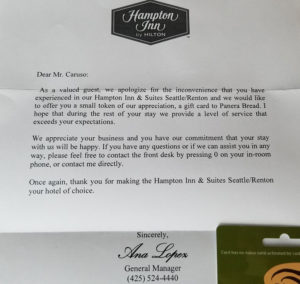 Hampton
Inn
BY HILTON
Dear Mr. Caruso:
As a valued guest, we apologize for the inconvenience that you have
experienced in our Hampton Inn & Suites Seattle/Renton and we would like
to offer you a small token of our appreciation, a gift card to Panera Bread. I
hope that during the rest of your stay we provide a level of service that
exceeds your expectations.
We appreciate your business and you have our commitment that your stay
with us will be happy. If you have any questions or if we can assist you in any
way, please feel free to contact the front desk by pressing 0 on your in-room
phone, or contact me directly.
Once again, thank you for making the Hampton Inn & Suites Seattle/Renton
your hotel of choice.
Sincerely,
Ana Lopez
General Manager
(425) 524-4440
Card has no value until activated by